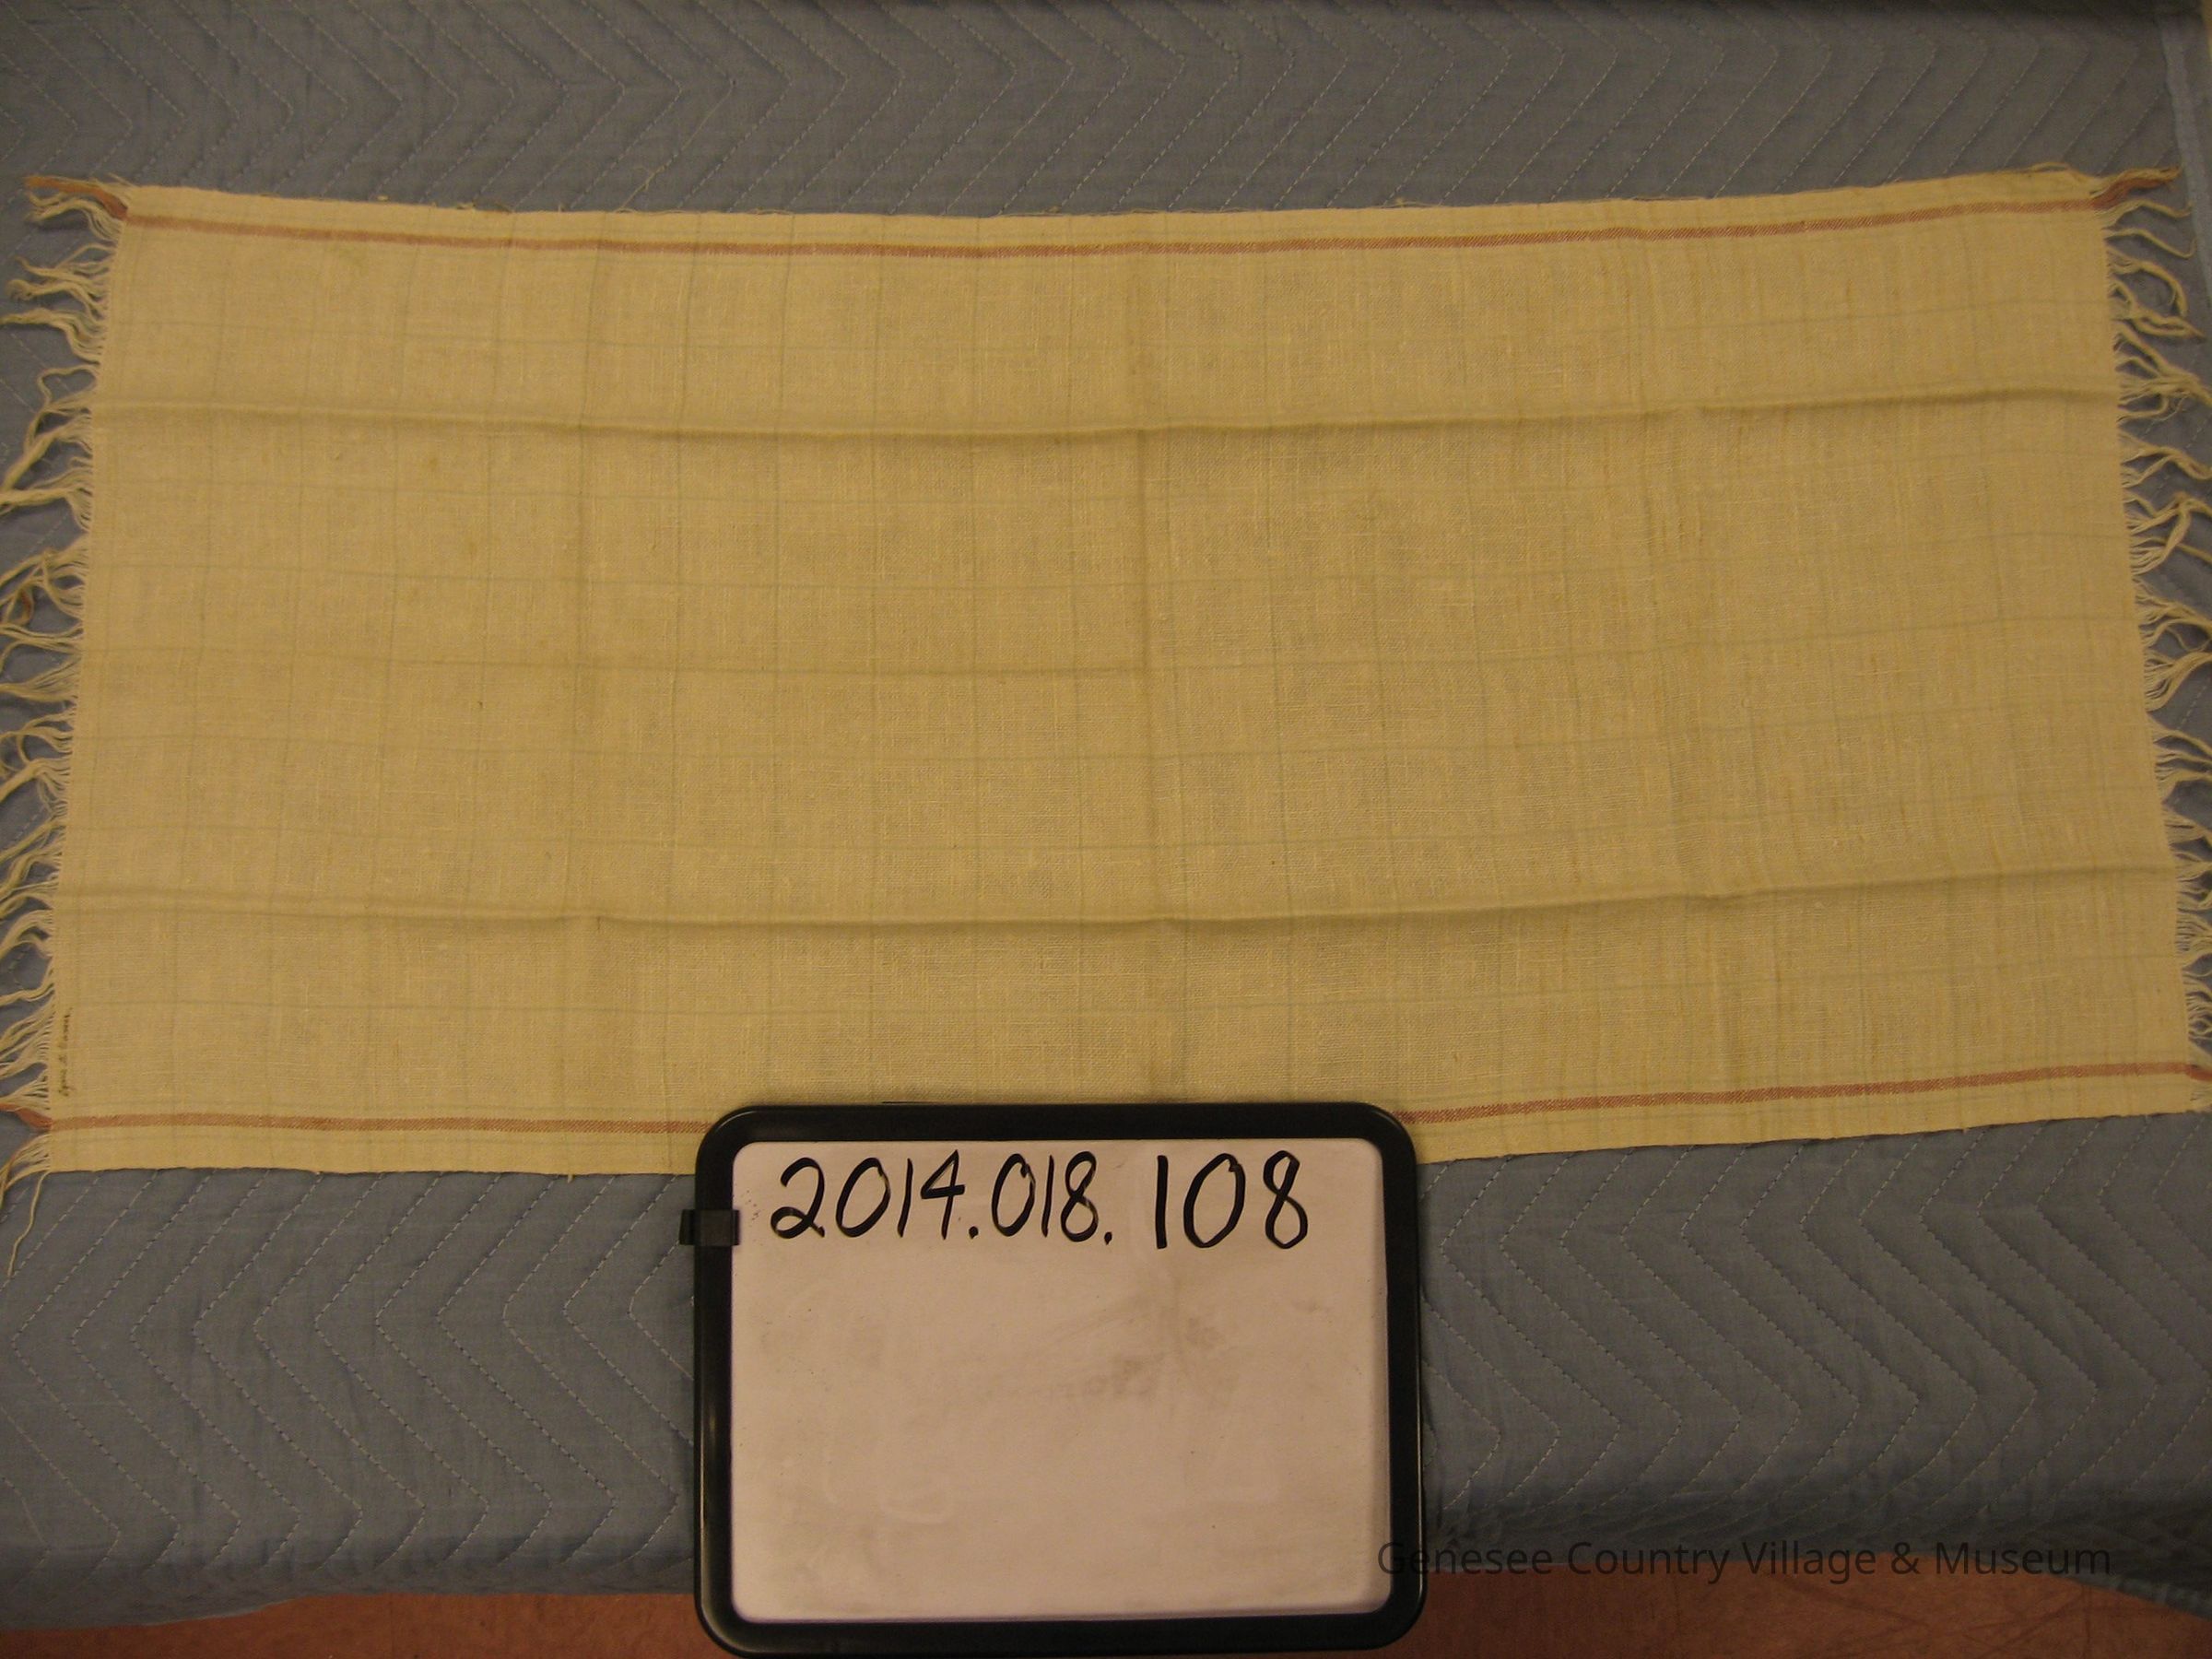 2014.018.108
Genesee Country Village & Museum